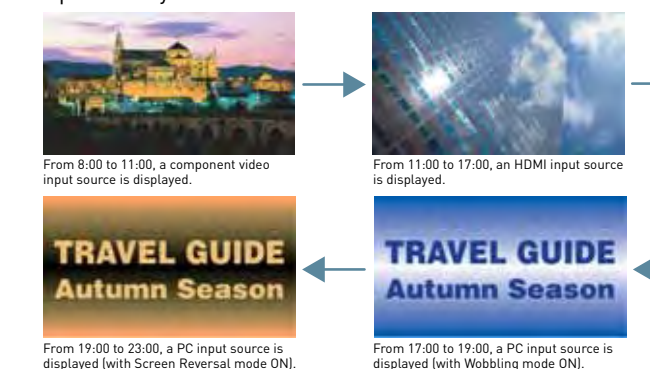 From 8:00 to 11:00, a component video
input source is displayed.
From 11:00 to 17:00, an HDMI input source
is displayed.
TRAVEL GUIDE
Autumn Season
From 19:00 to 23:00, a PC input source is
displayed (with Screen Reversal mode ON).
TRAVEL GUIDE
Autumn Season
From 17:00 to 19:00, a PC input source is
displayed (with Wobbling mode ON).